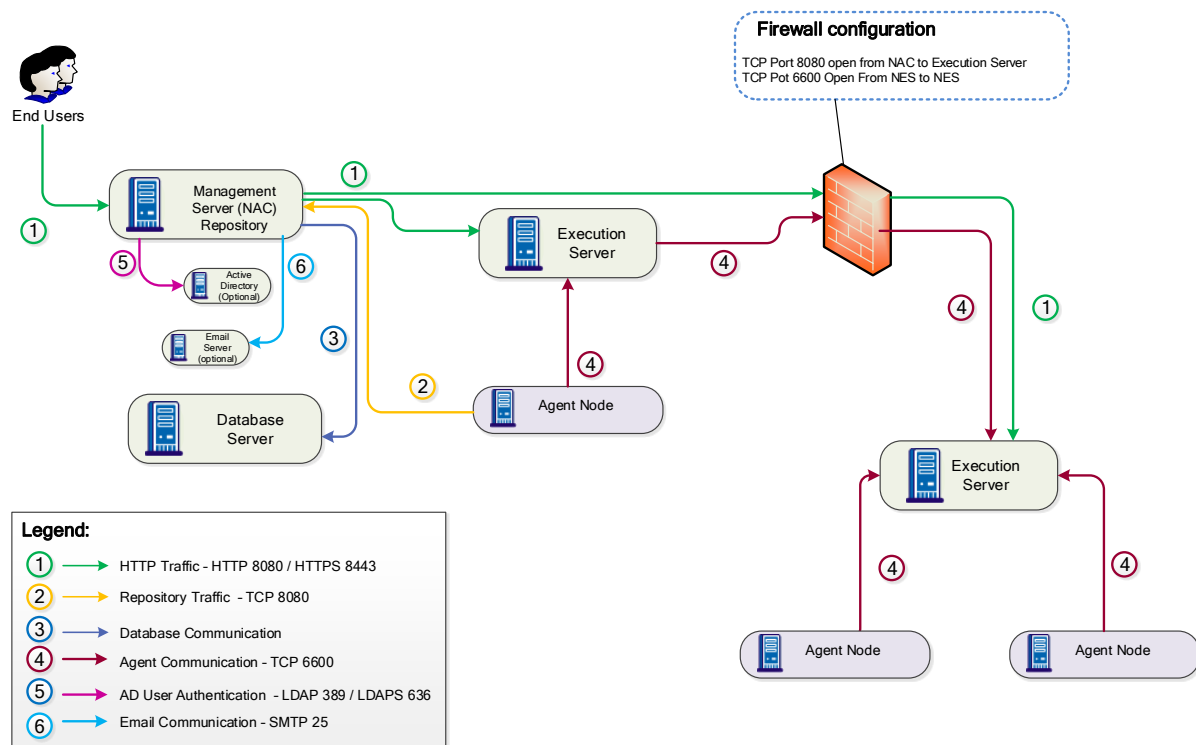 Firewall configuration
TCP Port 8080 open from NAC to Execution Server
TCP Pot 6600 Open From NES to NES
End Users
1
Management
Server (NAC)
Repository
1
Execution
Server
4
5
6
Active
Directory
(Optional)
Email
Server
(optional)
3
4
1
2
4
Agent Node
Database
Server
Execution
Server
4
4
Agent Node
Agent Node
Legend:
1 HTTP Traffic - HTTP 8080 / HTTPS 8443
2 Repository Traffic - TCP 8080
3 Database Communication
4 Agent Communication - TCP 6600
5 AD User Authentication - LDAP 389 / LDAPS 636
6 Email Communication - SMTP 25